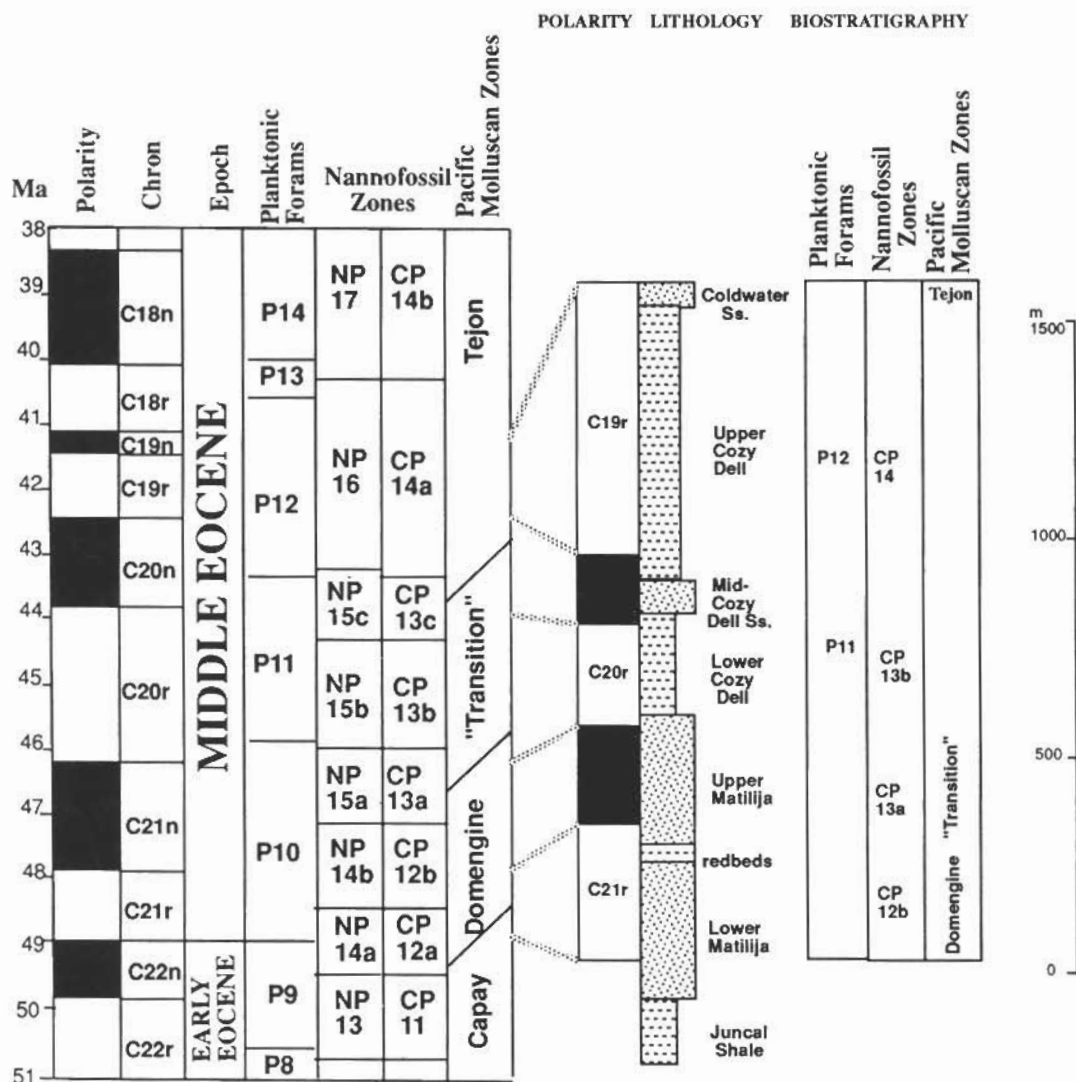 POLARITY LITHOLOGY BIOSTRATIGRAPHY
Ma
Polarity
Chron
Epoch
Planktonic
Forams
Nannofossil
Zones
Pacific
Molluscan Zones
38
39
40
41
42
43
44
45
46
47
48
49
50
51
C18n
C18r
C19n
C19r
C20n
C20r
C21n
C21r
C22n
C22r
MIDDLE EOCENE
EARLY
EOCENE
P14
P13
P12
P11
P10
P9
P8
NP
17
NP
16
NP
15c
NP
15b
NP
15a
NP
14b
NP
14a
NP
13
CP
14b
CP
14a
CP
13c
CP
13b
CP
13a
CP
12b
CP
12a
CP
11
Tejon
"Transition"
Domengine
Capay
C19r
C20r
C21r
Coldwater
Ss.
Upper
Cozy
Dell
Mid-
Cozy
Dell Ss.
Lower
Cozy
Dell
Upper
Matilija
redbeds
Lower
Matilija
Juncal
Shale
Planktonic
Forams
Nannofossil
Zones
Pacific
Molluscan Zones
P12
P11
CP
14
CP
13b
CP
13a
CP
12b
Tejon
Domengine "Transition"
m
1500
1000
500
0